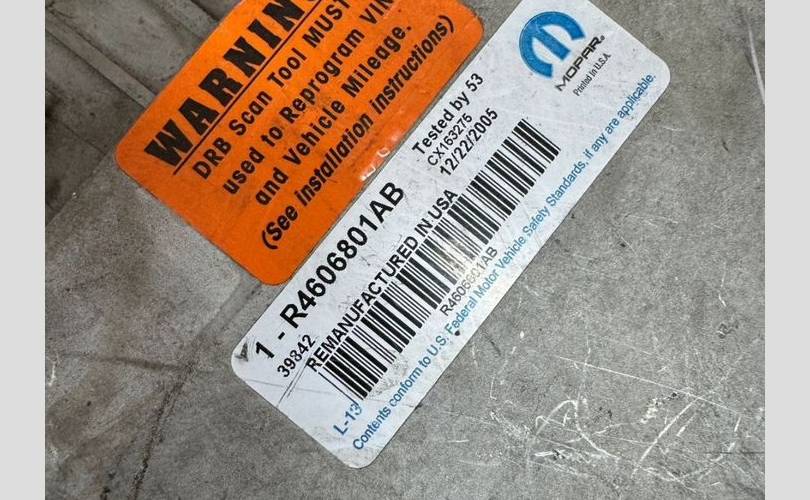 WARNING
DRB Scan Tool MUST
used to Reprogram VIN
and Vehicle Mileage.
(See installation instructions)
MOPAR®
Printed in U.S.A.
Tested by 53
CX163275
12/22/2005
1 - R4606801AB
39842
REMANUFACTURED IN USA
R4606801AB
L-13
Contents conform to U.S. Federal Motor Vehicle Safety Standards, if any are applicable.